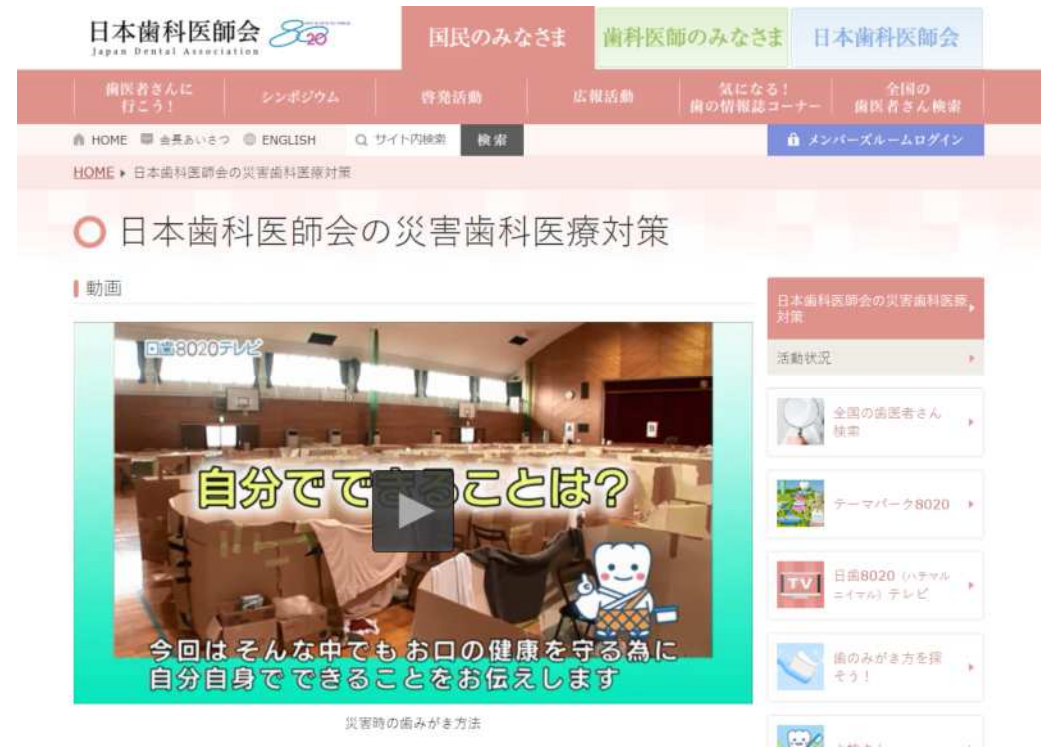 日本歯科医師会 8020
Japan Dental Association
国民のみなさま
歯科医師のみなさま
日本歯科医師会
歯医者さんに
行こう！
シンポジウム
啓発活動
広報活動
気になる！
歯の情報誌コーナー
全国の
歯医者さん検索
HOME
会長あいさつ
ENGLISH
サイト内検索
検索
メンバーズルームログイン
HOME 日本歯科医師会の災害歯科医療対策
日本歯科医師会の災害歯科医療対策
動画
日歯8020テレビ
自分でできることは？
今回は そんな中でも お口の健康を守る為に
自分自身で できることをお伝えします
災害時の歯みがき方法
日本歯科医師会の災害歯科医療
対策
活動状況
全国の歯医者さん
検索
テーマパーク8020
TV
日歯8020（ハチマル
ニイマル）テレビ
歯のみがき方を探
そう！